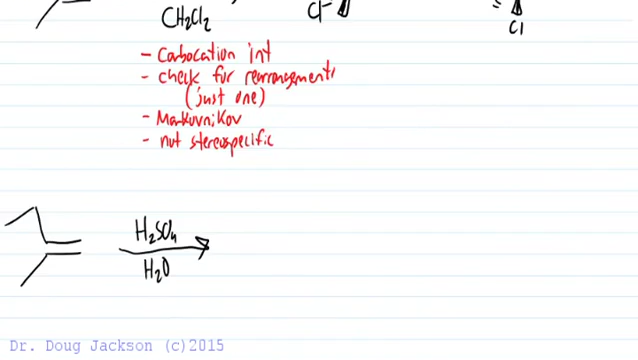 CH₂Cl₂
Cl⁻
Cl
- Carbocation int
- check for rearrangements
(just one)
- Markovnikov
- not stereospecific
H₂SO₄
H₂O
Dr. Doug Jackson (c)2015